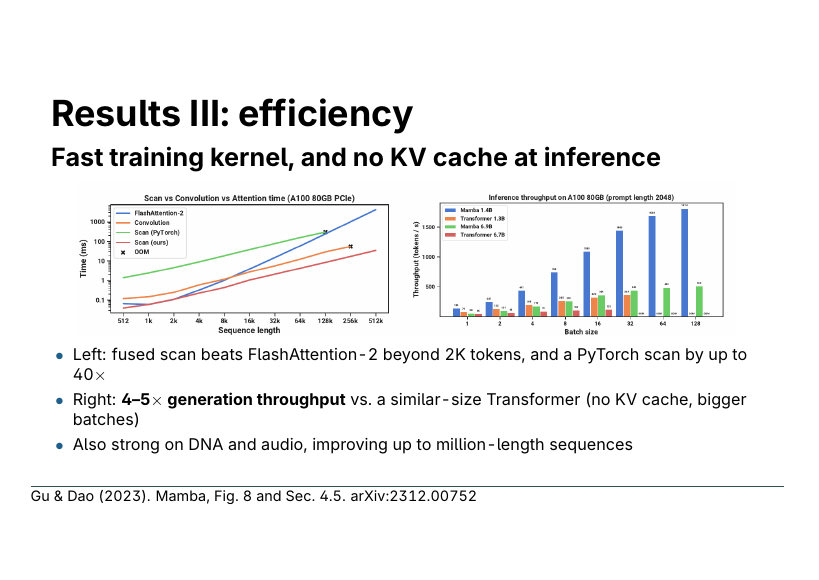 Results III: efficiency
Fast training kernel, and no KV cache at inference
Scan vs Convolution vs Attention time (A100 80GB PCIe)
FlashAttention-2
Convolution
Scan (PyTorch)
Scan (ours)
OOM
Time (ms)
1000
100
10
1
0.1
512 1k 2k 4k 8k 16k 32k 64k 128k 256k 512k
Sequence length
Inference throughput on A100 80GB (prompt length 2048)
Mamba 1.4B
Transformer 1.3B
Mamba 6.9B
Transformer 6.7B
Throughput (tokens / s)
1500
1000
500
1 2 4 8 16 32 64 128
Batch size
• Left: fused scan beats FlashAttention-2 beyond 2K tokens, and a PyTorch scan by up to
40×
• Right: 4–5× generation throughput vs. a similar-size Transformer (no KV cache, bigger
batches)
• Also strong on DNA and audio, improving up to million-length sequences
Gu & Dao (2023). Mamba, Fig. 8 and Sec. 4.5. arXiv:2312.00752